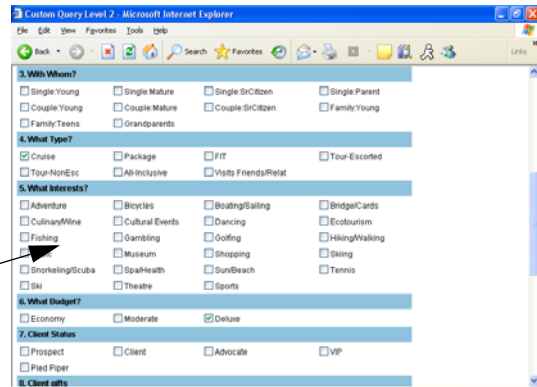 Custom Query Level 2 - Microsoft Internet Explorer
File Edit View Favorites Tools Help
Back Search Favorites Links
3. With Whom?
Single:Young Single:Mature Single:SrCitizen Single:Parent
Couple:Young Couple:Mature Couple:SrCitizen Family:Young
Family:Teens Grandparents
4. What Type?
Cruise Package FIT Tour-Escorted
Tour-NonEsc All-Inclusive Visits Friends/Relat
5. What Interests?
Adventure Bicycles Boating/Sailing Bridge/Cards
Culinary/Wine Cultural Events Dancing Ecotourism
Fishing Gambling Golfing Hiking/Walking
Museum Shopping Skiing
Snorkeling/Scuba Spa/Health Sun/Beach Tennis
Ski Theatre Sports
6. What Budget?
Economy Moderate Deluxe
7. Client Status
Prospect Client Advocate VIP
Pied Piper
8. Client gifts